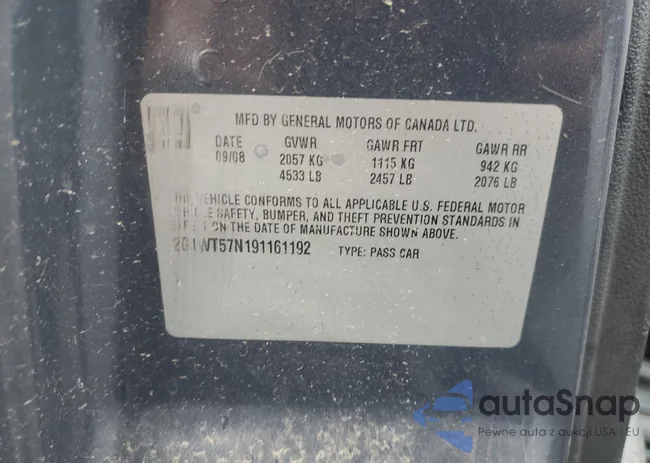 MFD BY GENERAL MOTORS OF CANADA LTD.
DATE GVWR GAWR FRT GAWR RR
09/08 2057 KG 1115 KG 942 KG
4533 LB 2457 LB 2076 LB
VEHICLE CONFORMS TO ALL APPLICABLE U.S. FEDERAL MOTOR
SAFETY, BUMPER, AND THEFT PREVENTION STANDARDS IN
ON THE DATE OF MANUFACTURE SHOWN ABOVE.
2G1WT57N191161192 TYPE: PASS CAR
autoSnap
Pewne auta z aukcji USA - EU